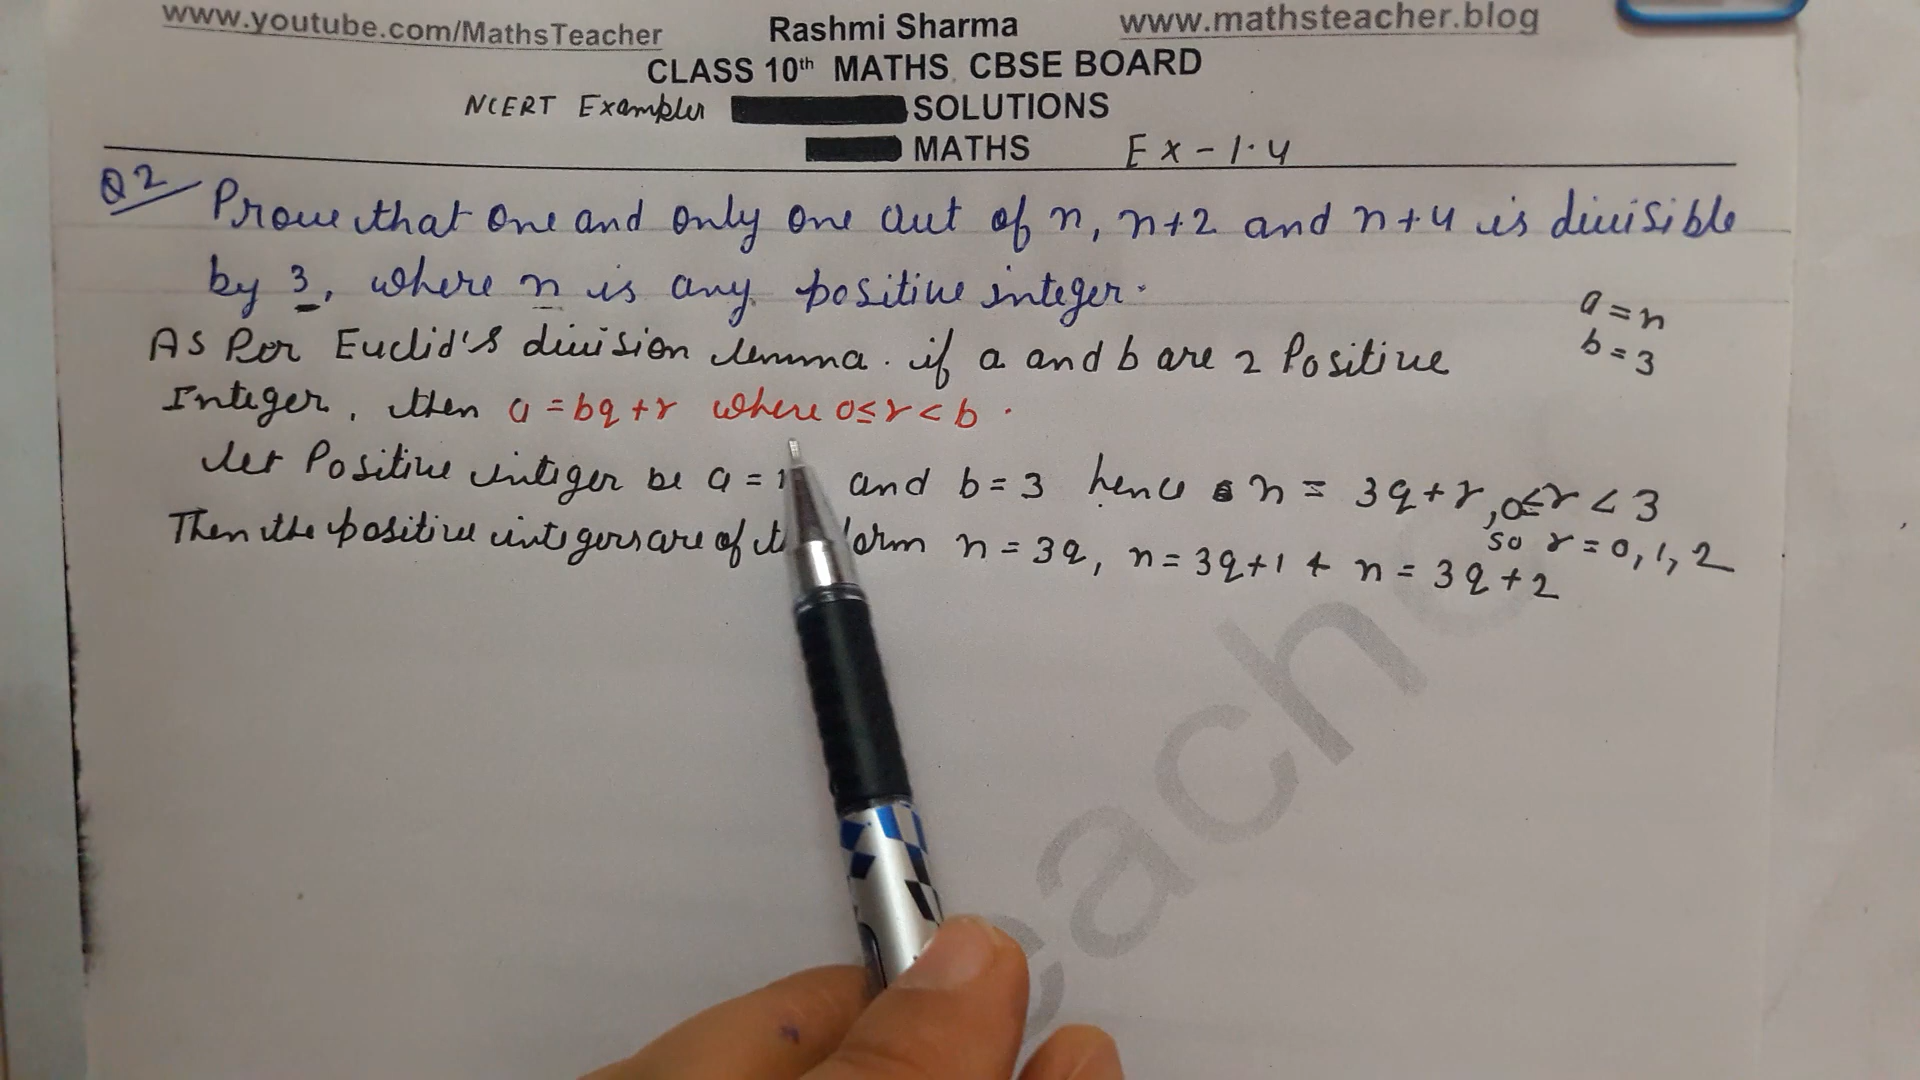 www.youtube.com/MathsTeacher Rashmi Sharma www.mathsteacher.blog
CLASS 10th MATHS CBSE BOARD
NCERT Exampler SOLUTIONS
MATHS Ex-1.4
Q2 Prove that one and only one out of n, n+2 and n+4 is divisible
by 3, where n is any positive integer.
a=n
b=3
As Per Euclid's division lemma. if a and b are 2 Positive
Integer, then a=bq+r where 0≤r<b.
let Positive integer be a = and b=3 hence n = 3q+r, 0≤r<3
so r=0,1,2
Then the positive integers are of n=3q, n=3q+1 + n=3q+2
each